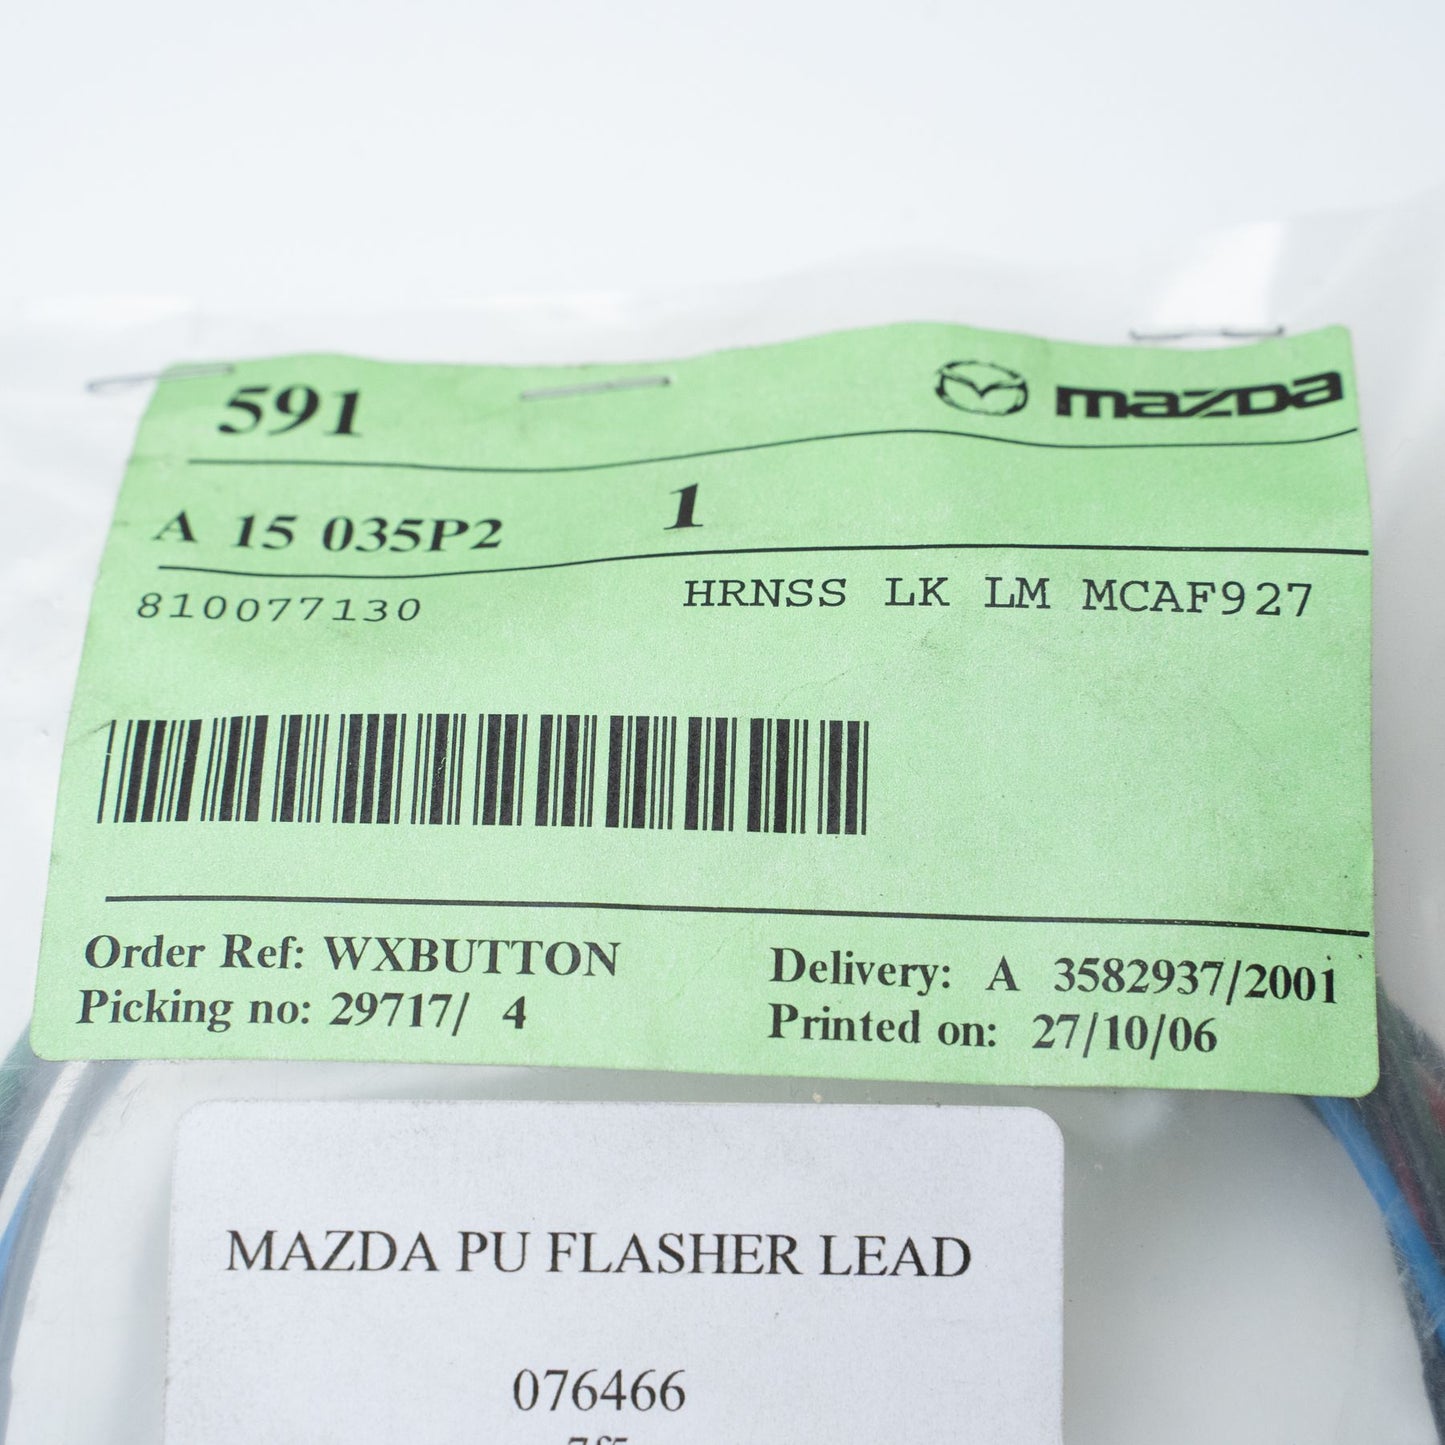 591
mazda
A 15 035P2
1
810077130
HRNSS LK LM MCAF927
Order Ref: WXBUTTON
Delivery: A 3582937/2001
Picking no: 29717/ 4
Printed on: 27/10/06
MAZDA PU FLASHER LEAD
076466